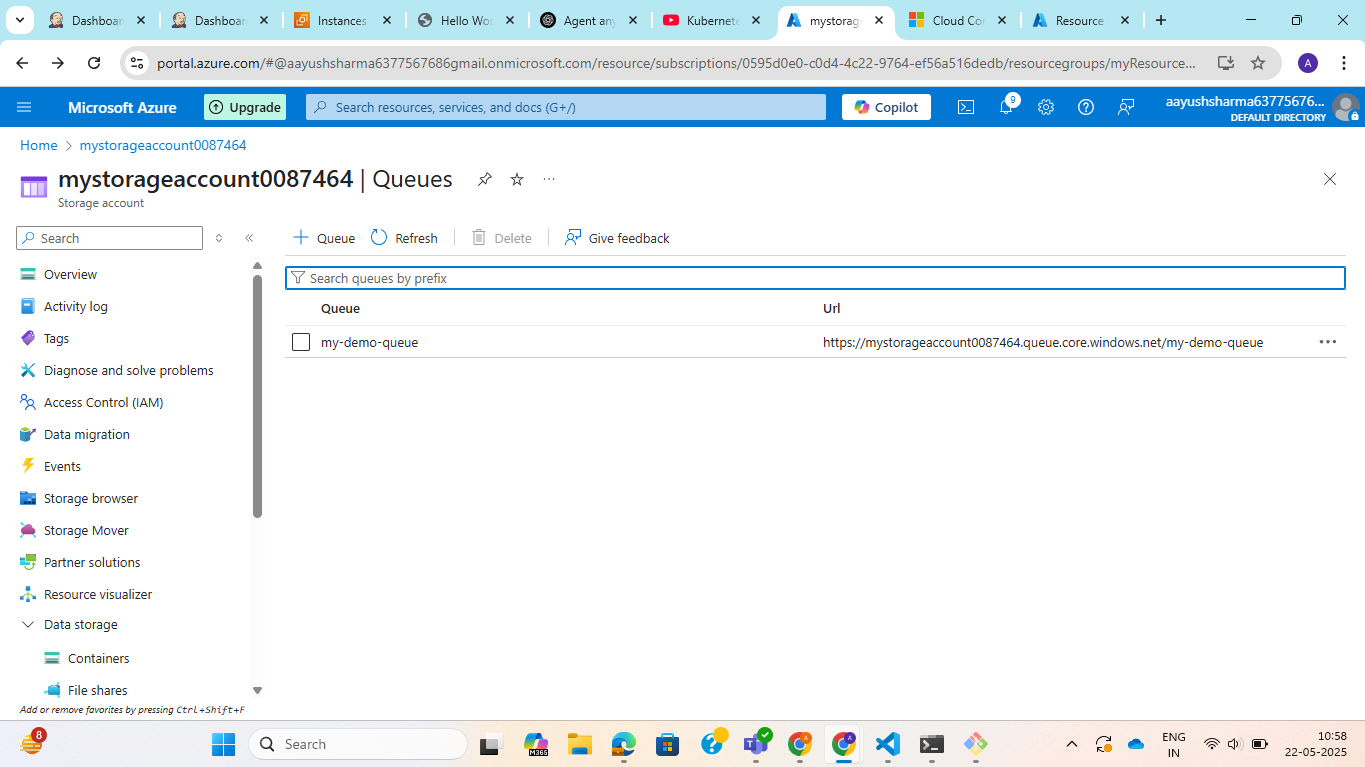 Dashboar
Dashboar
Instances
Hello Wor
Agent any
Kubernete
mystorage
Cloud Co
Resource
portal.azure.com/#@aayushsharma6377567686gmail.onmicrosoft.com/resource/subscriptions/0595d0e0-c0d4-4c22-9764-ef56a516dedb/resourcegroups/myResource...
A
Microsoft Azure
Upgrade
Search resources, services, and docs (G+/)
Copilot
9
aayushsharma63775676...
DEFAULT DIRECTORY
Home > mystorageaccount0087464
mystorageaccount0087464 | Queues
Storage account
Search
Queue
Refresh
Delete
Give feedback
Search queues by prefix
Queue
Url
my-demo-queue
https://mystorageaccount0087464.queue.core.windows.net/my-demo-queue
Overview
Activity log
Tags
Diagnose and solve problems
Access Control (IAM)
Data migration
Events
Storage browser
Storage Mover
Partner solutions
Resource visualizer
Data storage
Containers
File shares
Add or remove favorites by pressing Ctrl+Shift+F
8
Search
M365
ENG
IN
10:58
22-05-2025